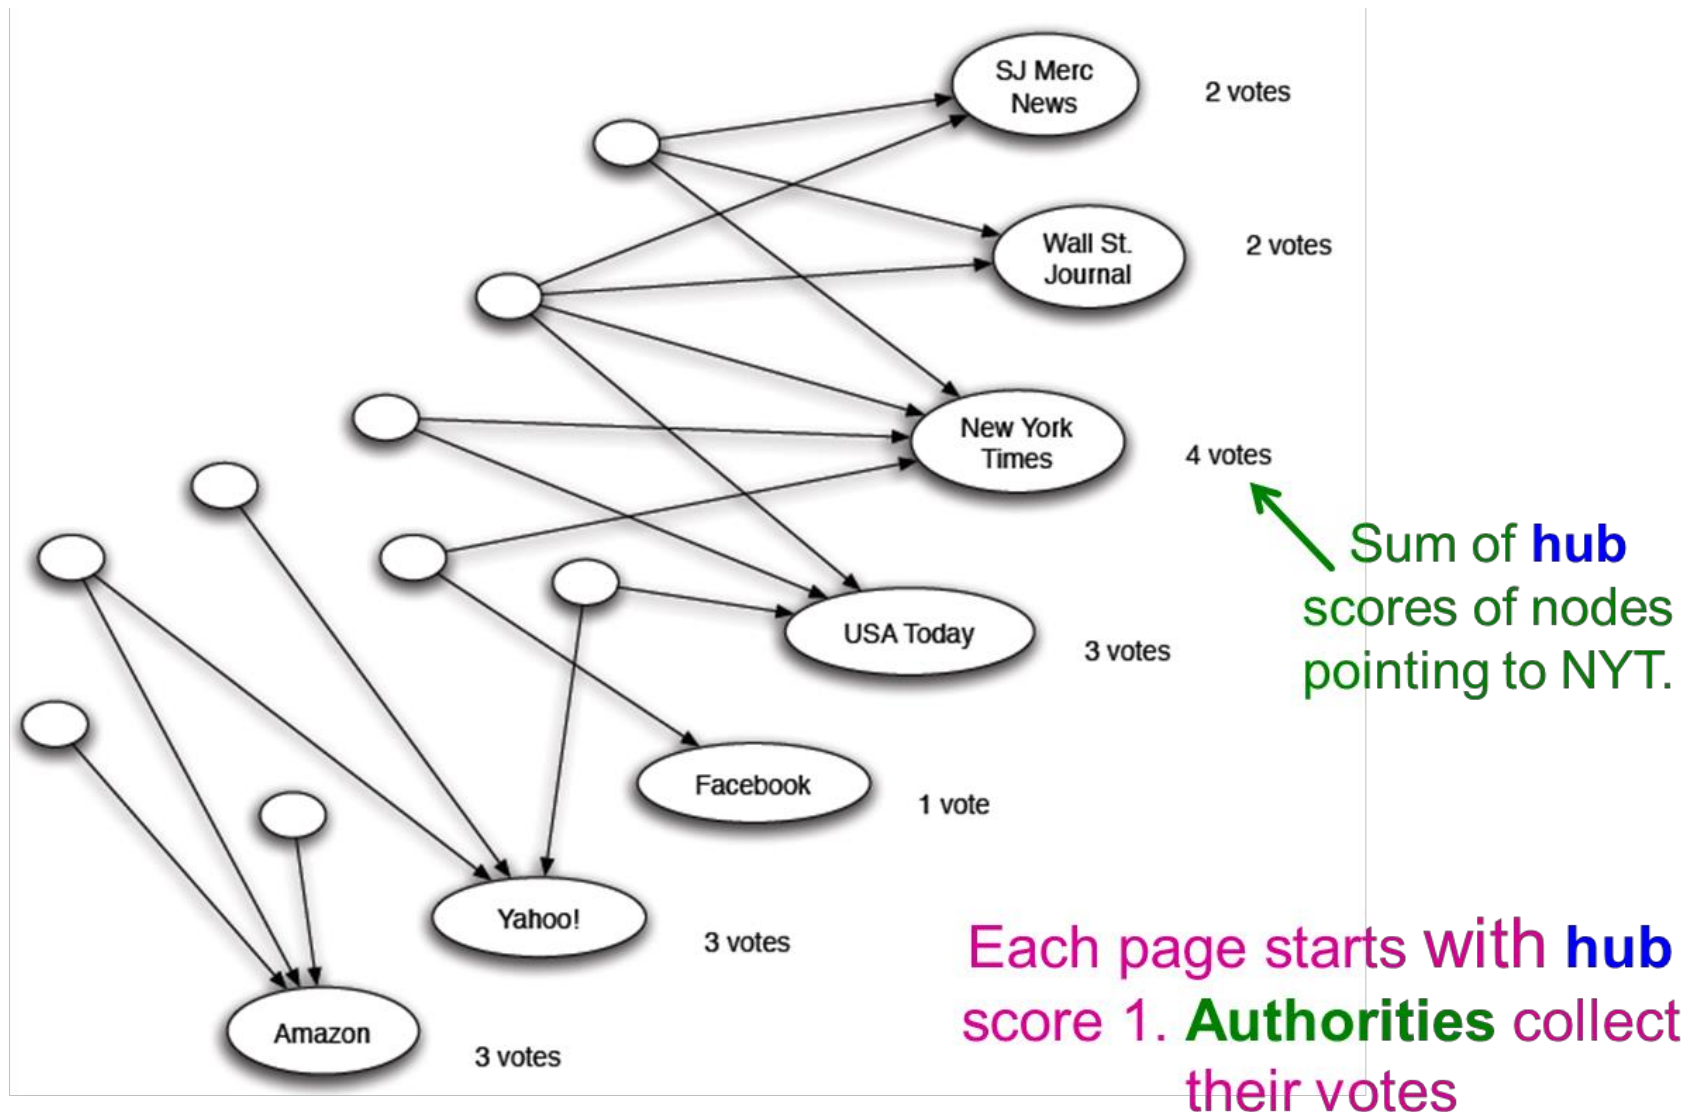 SJ Merc
News
2 votes
Wall St.
Journal
2 votes
New York
Times
4 votes
Sum of hub
scores of nodes
pointing to NYT.
USA Today
3 votes
Facebook
1 vote
Yahoo!
3 votes
Each page starts with hub
score 1. Authorities collect
their votes
Amazon
3 votes